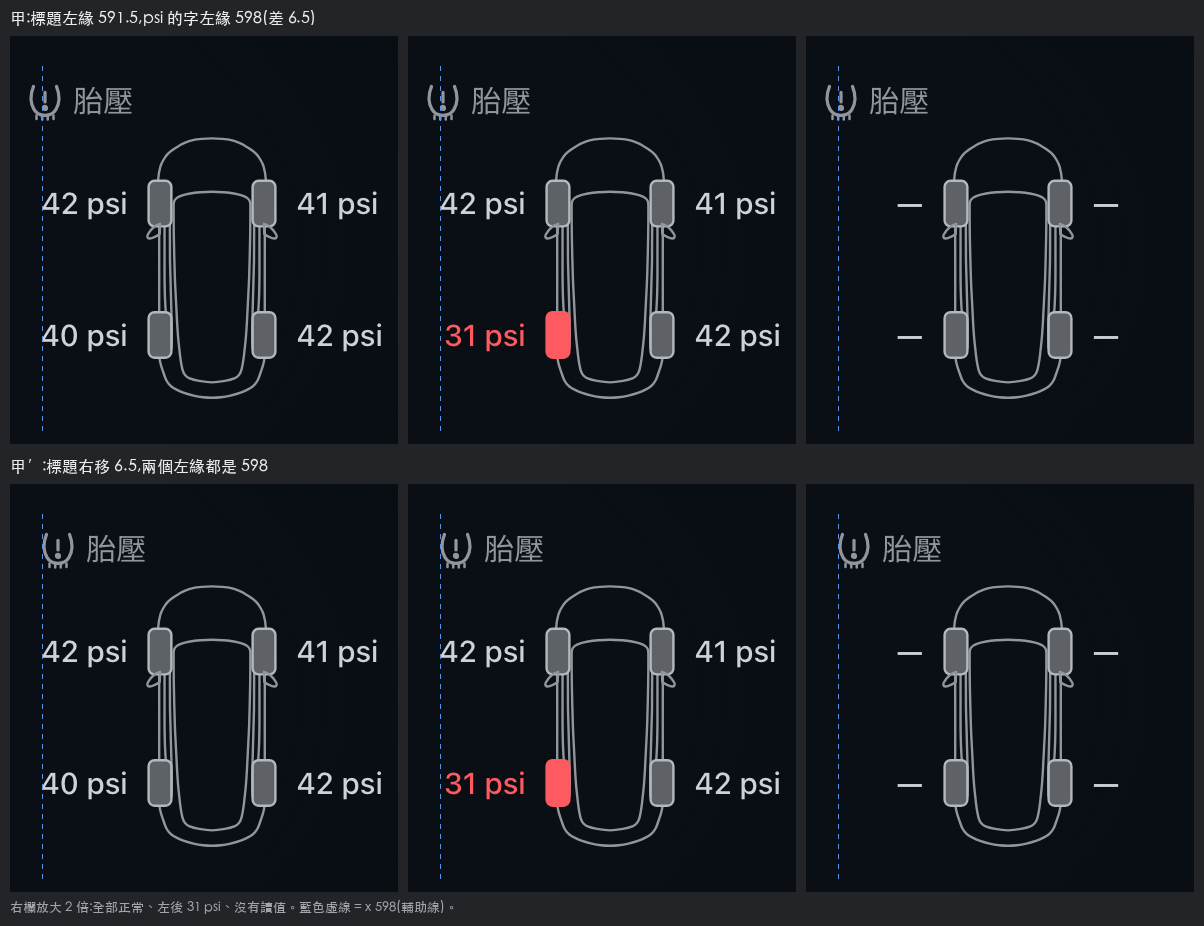 甲:標題左緣 591.5,psi 的字左緣 598(差 6.5)
胎壓 胎壓 胎壓
42 psi 41 psi 42 psi 41 psi — —
40 psi 42 psi 31 psi 42 psi — —
甲′:標題右移 6.5,兩個左緣都是 598
胎壓 胎壓 胎壓
42 psi 41 psi 42 psi 41 psi — —
40 psi 42 psi 31 psi 42 psi — —
右欄放大 2 倍:全部正常、左後 31 psi、沒有讀值。藍色虛線 = x 598(輔助線)。